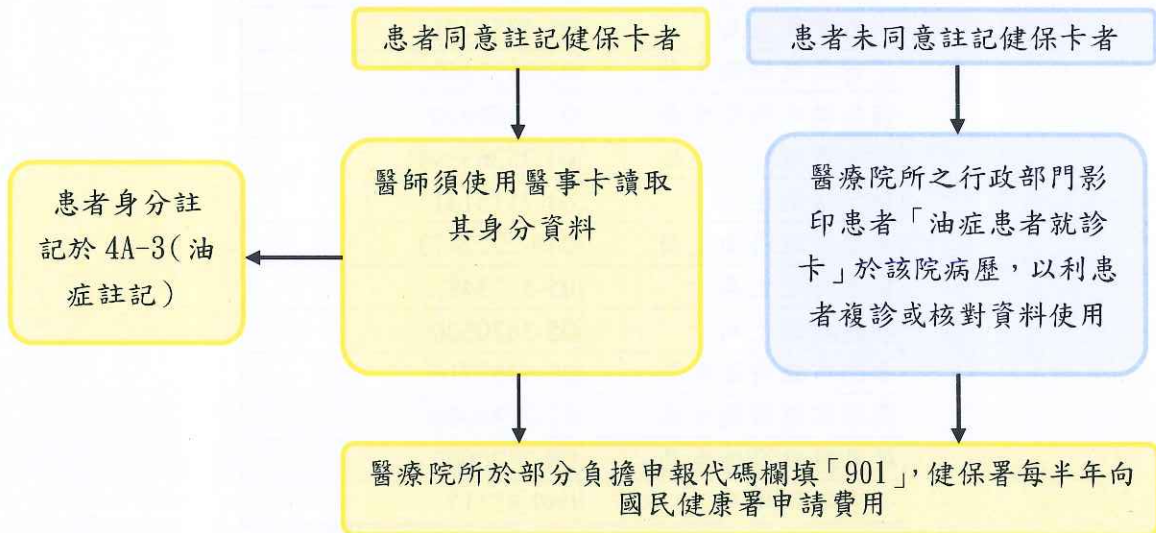 患者同意註記健保卡者
患者未同意註記健保卡者
患者身分註
記於 4A-3(油
症註記)
醫師須使用醫事卡讀取
其身分資料
醫療院所之行政部門影
印患者「油症患者就診
卡」於該院病歷，以利患
者複診或核對資料使用
醫療院所於部分負擔申報代碼欄填「901」，健保署每半年向
國民健康署申請費用